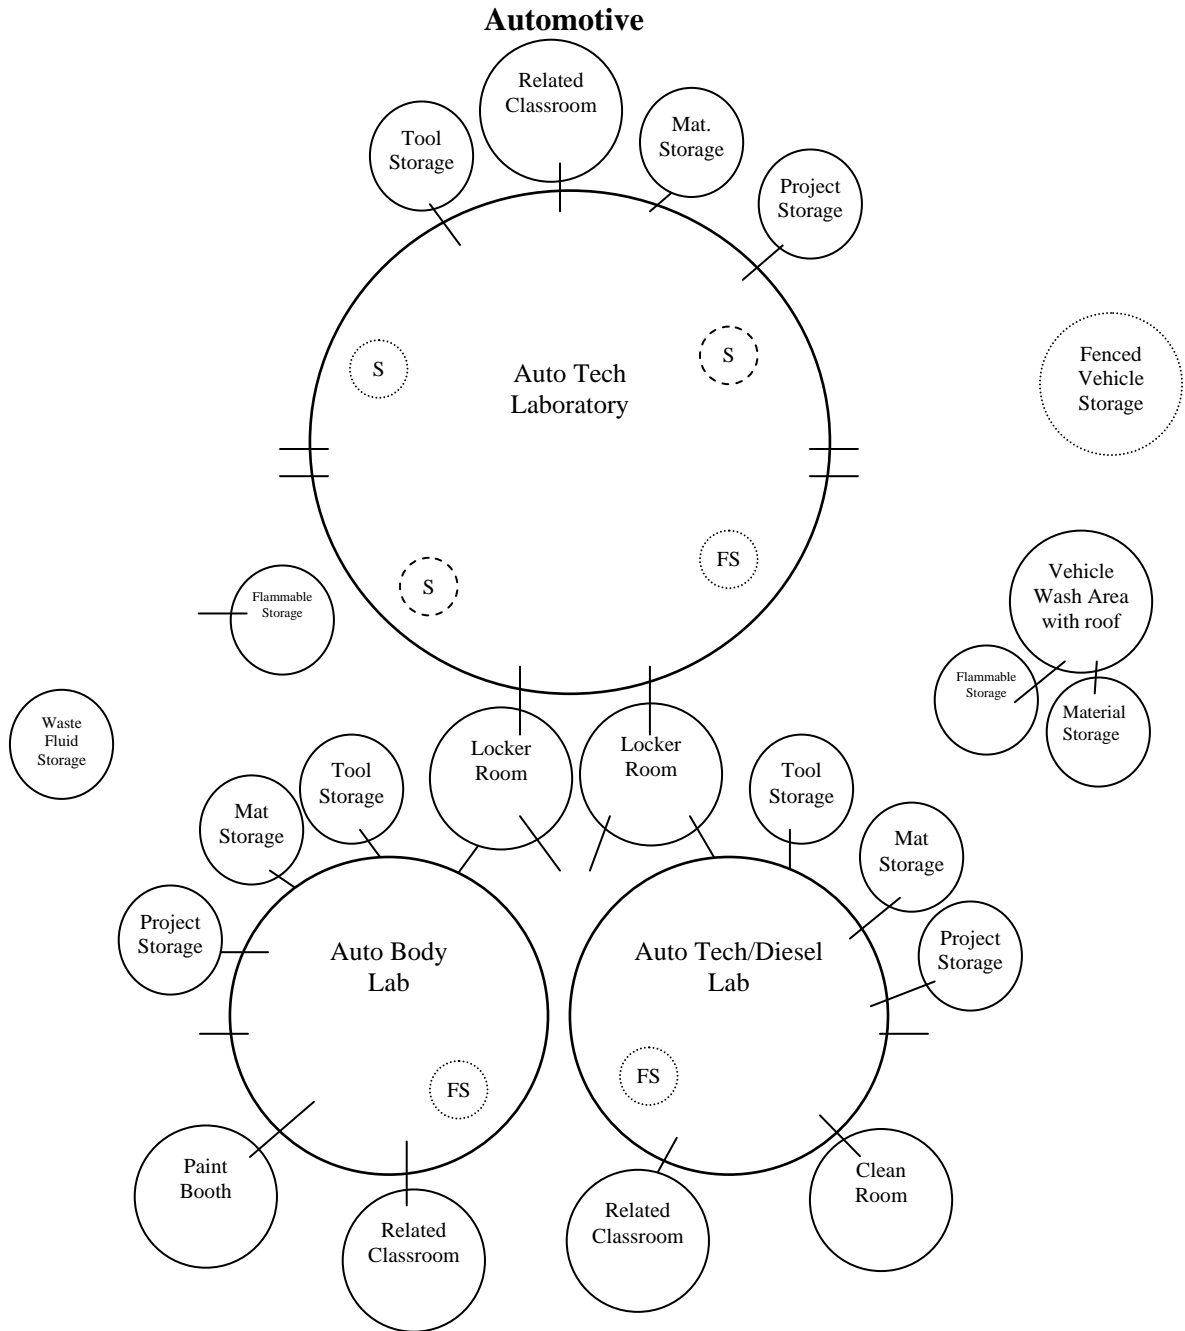 Automotive
Related
Classroom
Tool
Storage
Mat.
Storage
Project
Storage
S
S
Auto Tech
Laboratory
Fenced
Vehicle
Storage
FS
S
Flammable
Storage
Vehicle
Wash Area
with roof
Flammable
Storage
Material
Storage
Waste
Fluid
Storage
Locker
Room
Locker
Room
Tool
Storage
Tool
Storage
Mat
Storage
Mat
Storage
Project
Storage
Project
Storage
Auto Body
Lab
Auto Tech/Diesel
Lab
FS
FS
Paint
Booth
Clean
Room
Related
Classroom
Related
Classroom